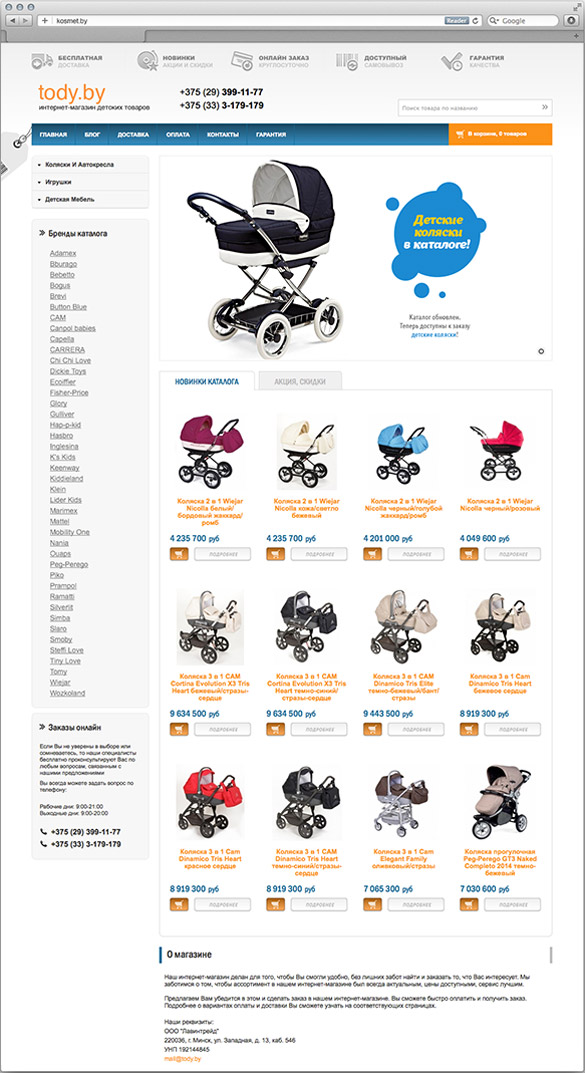 kosmet.by
Reader
Google
БЕСПЛАТНАЯ
ДОСТАВКА
НОВИНКИ
АКЦИИ И СКИДКИ
ОНЛАЙН ЗАКАЗ
КРУГЛОСУТОЧНО
ДОСТУПНЫЙ
САМОВЫВОЗ
ГАРАНТИЯ
КАЧЕСТВА
tody.by
интернет-магазин детских товаров
+375 (29) 399-11-77
+375 (33) 3-179-179
Поиск товара по названию
ГЛАВНАЯ БЛОГ ДОСТАВКА ОПЛАТА КОНТАКТЫ ГАРАНТИЯ
В корзине, 0 товаров
Коляски И Автокресла
Игрушки
Детская Мебель
Детские
коляски
в каталоге!
Каталог обновлен.
Теперь доступны к заказу
детские коляски!
Бренды каталога
Adamex
Bburago
Bebetto
Bogus
Brevi
Button Blue
CAM
Canpol babies
Capella
CARRERA
Chi Chi Love
Dickie Toys
Ecoiffier
Fisher-Price
Glory
Gulliver
Hap-p-kid
Hasbro
Inglesina
K's Kids
Keenway
Kiddieland
Klein
Lider Kids
Marimex
Mattel
Mobility One
Nania
Ouaps
Peg-Perego
Piko
Prampol
Ramatti
Silverlit
Simba
Siaro
Smoby
Steffi Love
Tiny Love
Tomy
Wiejar
Wozkoland
НОВИНКИ КАТАЛОГА
АКЦИЯ, СКИДКИ
Коляска 2 в 1 Wiejar
Nicolla белый/
бордовый жаккард/
ромб
4 235 700 руб
ПОДРОБНЕЕ
Коляска 2 в 1 Wiejar
Nicolla кожа/светло
бежевый
4 235 700 руб
ПОДРОБНЕЕ
Коляска 2 в 1 Wiejar
Nicolla черный/голубой
жаккард/ромб
4 201 000 руб
ПОДРОБНЕЕ
Коляска 2 в 1 Wiejar
Nicolla черный/розовый
4 049 600 руб
ПОДРОБНЕЕ
Коляска 3 в 1 CAM
Cortina Evolution X3 Tris
Heart бежевый/стразы-
сердце
9 634 500 руб
ПОДРОБНЕЕ
Коляска 3 в 1 CAM
Cortina Evolution X3 Tris
Heart темно-синий/
стразы-сердце
9 634 500 руб
ПОДРОБНЕЕ
Коляска 3 в 1 CAM
Dinamico Tris Elite
темно-бежевый/бант/
стразы
9 443 500 руб
ПОДРОБНЕЕ
Коляска 3 в 1 Cam
Dinamico Tris Heart
бежевое сердце
8 919 300 руб
ПОДРОБНЕЕ
Коляска 3 в 1 Cam
Dinamico Tris Heart
красное сердце
8 919 300 руб
ПОДРОБНЕЕ
Коляска 3 в 1 CAM
Dinamico Tris Heart
темно-синий/стразы-
сердце
8 919 300 руб
ПОДРОБНЕЕ
Коляска 3 в 1 Cam
Elegant Family
оливковый/стразы
7 065 300 руб
ПОДРОБНЕЕ
Коляска прогулочная
Peg-Perego GT3 Naked
Completo 2014 темно-
бежевый
7 030 600 руб
ПОДРОБНЕЕ
Заказы онлайн
Если Вы не уверены в выборе или
сомневаетесь, то наши специалисты
бесплатно проконсультируют Вас по
любым вопросам, связанным с
нашими предложениями
Вы всегда можете задать вопрос по
телефону:
Рабочие дни: 9:00-21:00
Выходные дни: 9:00-20:00
+375 (29) 399-11-77
+375 (33) 3-179-179
О магазине
Наш интернет-магазин делан для того, чтобы Вы смогли удобно, без лишних забот найти и заказать то, что Вас интересует. Мы
заботимся о том, чтобы ассортимент в нашем интернет-магазине был всегда актуальным, цены доступными, сервис лучшим.
Предлагаем Вам убедится в этом и сделать заказ в нашем интернет-магазине. Вы сможете быстро оплатить и получить заказ.
Подробнее о вариантах оплаты и доставки Вы сможете узнать на соответствующих страницах.
Наши реквизиты:
ООО "Лавинтрейд"
220036, г. Минск, ул. Западная, д. 13, каб. 546
УНП 192144845
mail@tody.by